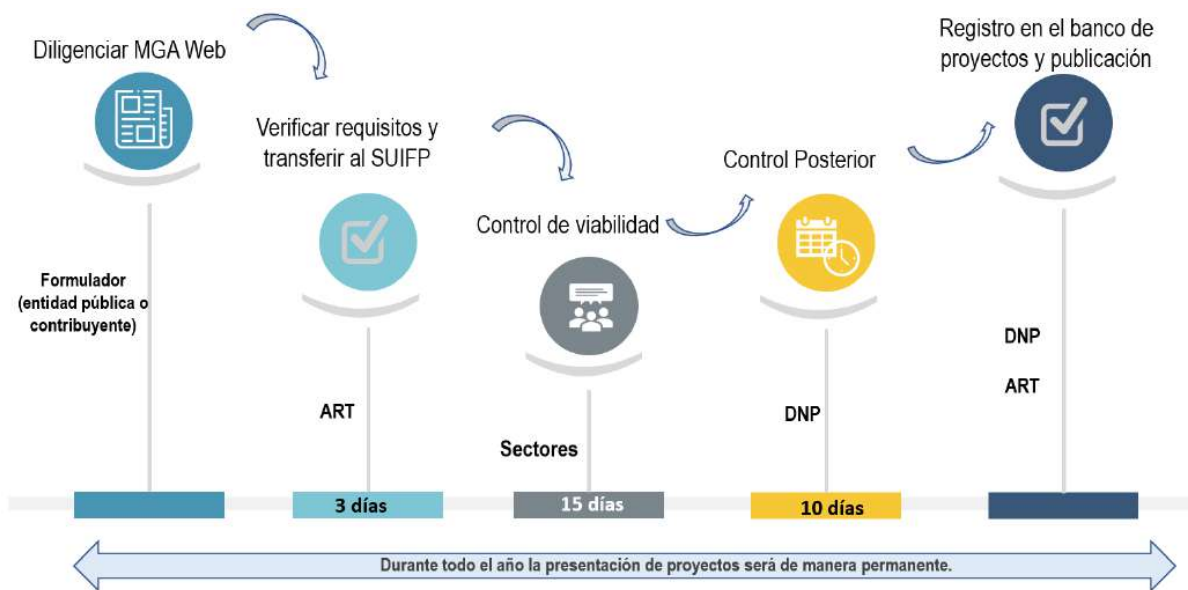 Diligenciar MGA Web
Verificar requisitos y
transferir al SUIFP
Control de viabilidad
Control Posterior
Registro en el banco de
proyectos y publicación
Formulador
(entidad pública o
contribuyente)
ART
Sectores
DNP
DNP
ART
3 días
15 días
10 días
Durante todo el año la presentación de proyectos será de manera permanente.